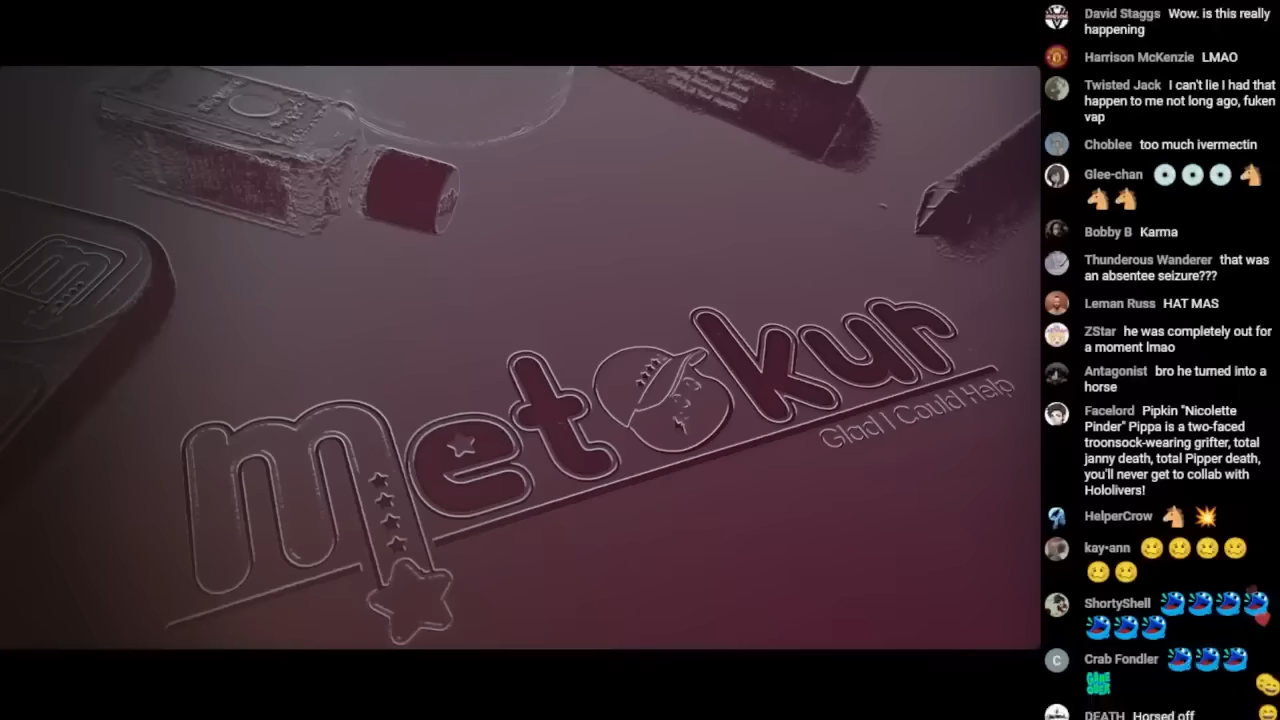 metokur
Glad I Could Help
David Staggs Wow. is this really
happening
Harrison McKenzie LMAO
Twisted Jack I can't lie I had that
happen to me not long ago, fuken
vap
Choblee too much ivermectin
Glee-chan
Bobby B Karma
Thunderous Wanderer that was
an absentee seizure???
Leman Russ HAT MAS
ZStar he was completely out for
a moment lmao
Antagonist bro he turned into a
horse
Facelord Pipkin "Nicolette
Pinder" Pippa is a two-faced
troonsock-wearing grifter, total
janny death, total Pipper death,
you'll never get to collab with
Hololivers!
HelperCrow
kay•ann
ShortyShell
Crab Fondler
C
GAME
OVER
DEATH Horsed off